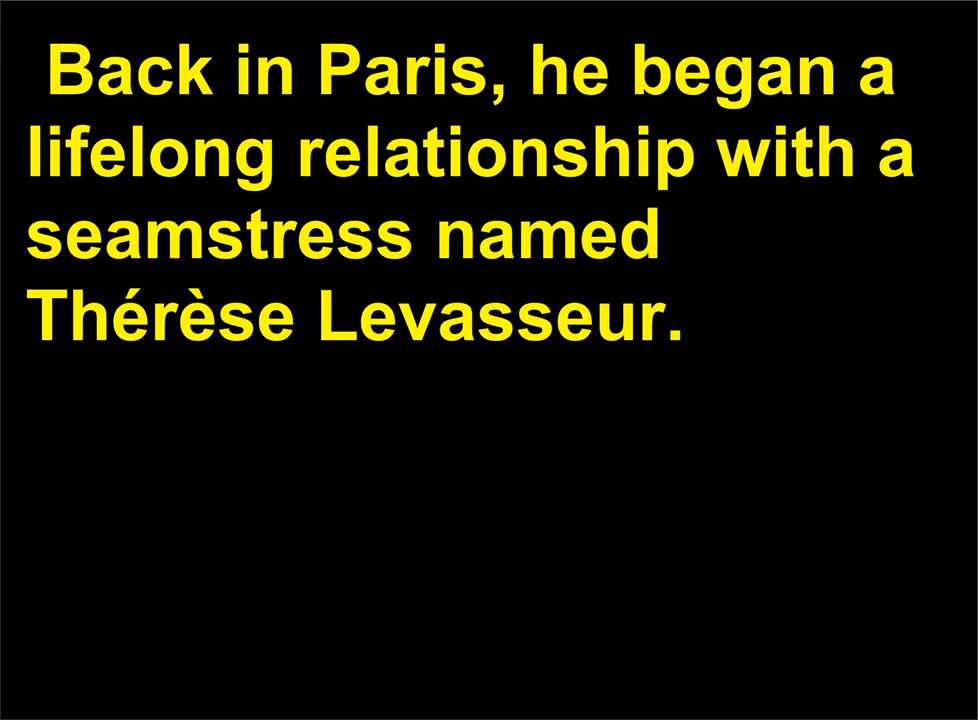 Back in Paris, he began a
lifelong relationship with a
seamstress named
Thérèse Levasseur.